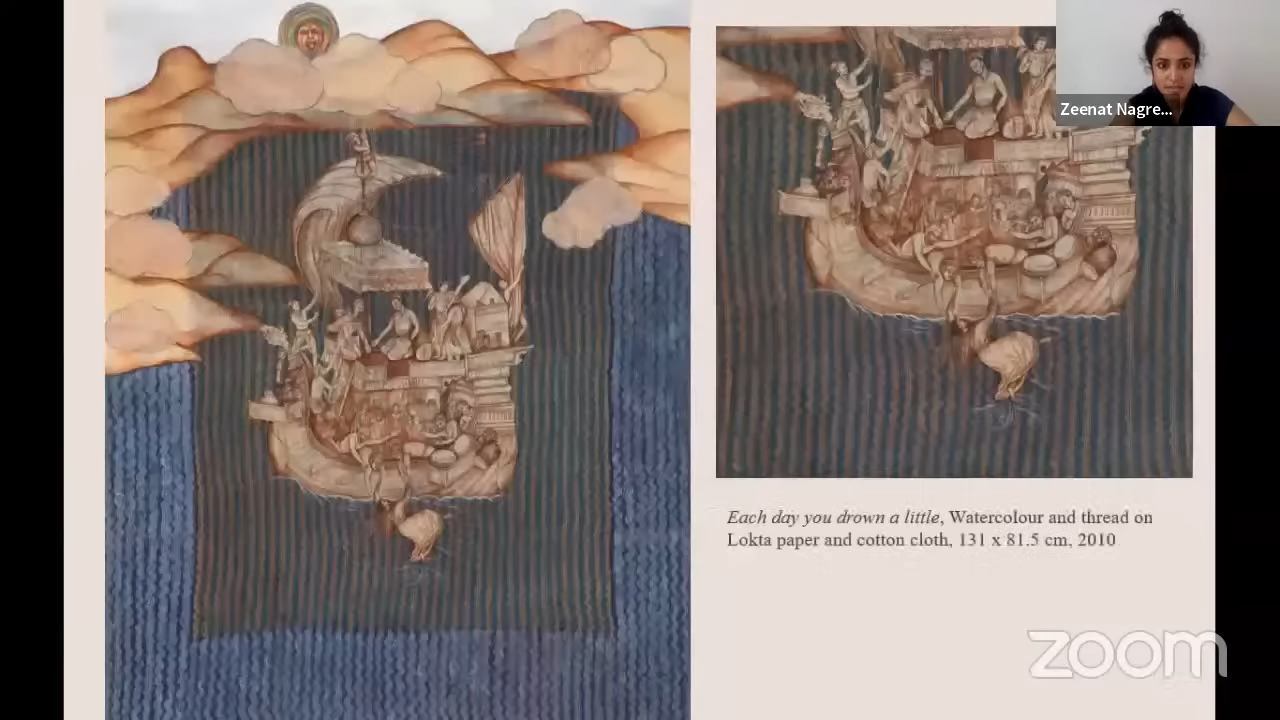 Zeenat Nagre...
Each day you drown a little, Watercolour and thread on
Lokta paper and cotton cloth, 131 x 81.5 cm, 2010
zoom